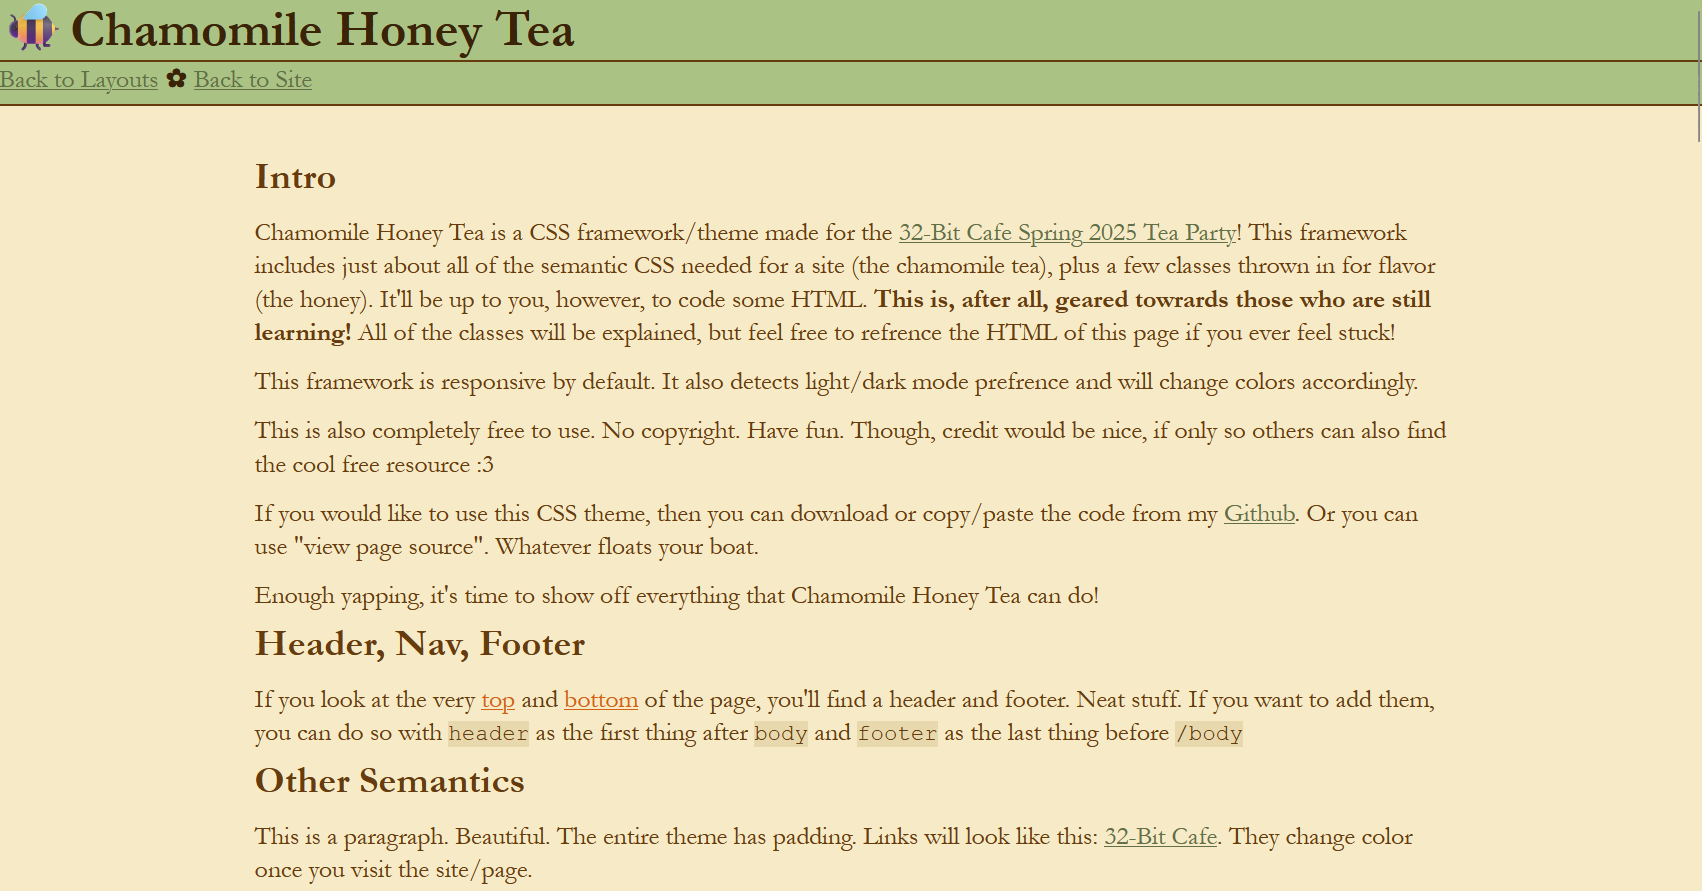 Chamomile Honey Tea
Back to Layouts ✿ Back to Site
Intro
Chamomile Honey Tea is a CSS framework/theme made for the 32-Bit Cafe Spring 2025 Tea Party! This framework
includes just about all of the semantic CSS needed for a site (the chamomile tea), plus a few classes thrown in for flavor
(the honey). It'll be up to you, however, to code some HTML. This is, after all, geared towrards those who are still
learning! All of the classes will be explained, but feel free to refrence the HTML of this page if you ever feel stuck!
This framework is responsive by default. It also detects light/dark mode prefrence and will change colors accordingly.
This is also completely free to use. No copyright. Have fun. Though, credit would be nice, if only so others can also find
the cool free resource :3
If you would like to use this CSS theme, then you can download or copy/paste the code from my Github. Or you can
use "view page source". Whatever floats your boat.
Enough yapping, it's time to show off everything that Chamomile Honey Tea can do!
Header, Nav, Footer
If you look at the very top and bottom of the page, you'll find a header and footer. Neat stuff. If you want to add them,
you can do so with header as the first thing after body and footer as the last thing before /body
Other Semantics
This is a paragraph. Beautiful. The entire theme has padding. Links will look like this: 32-Bit Cafe. They change color
once you visit the site/page.